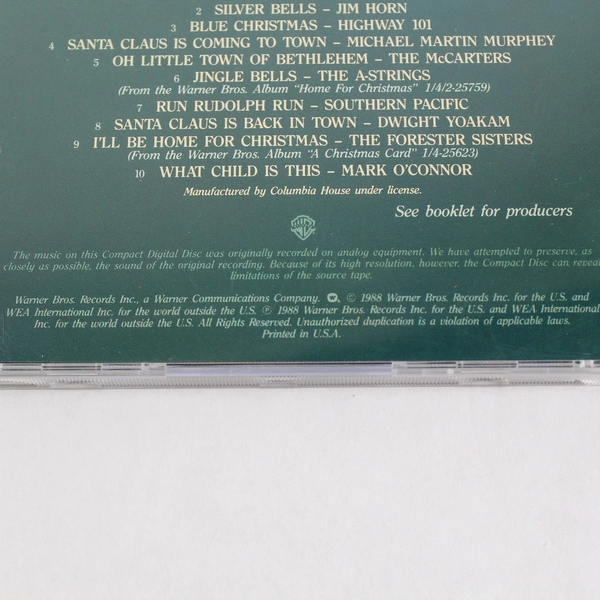 2 SILVER BELLS – JIM HORN
3 BLUE CHRISTMAS – HIGHWAY 101
4 SANTA CLAUS IS COMING TO TOWN – MICHAEL MARTIN MURPHEY
5 OH LITTLE TOWN OF BETHLEHEM – THE McCARTERS
6 JINGLE BELLS – THE A-STRINGS
(From the Warner Bros. Album "Home For Christmas" 1/4/2-25759)
7 RUN RUDOLPH RUN – SOUTHERN PACIFIC
8 SANTA CLAUS IS BACK IN TOWN – DWIGHT YOAKAM
9 I'LL BE HOME FOR CHRISTMAS – THE FORESTER SISTERS
(From the Warner Bros. Album "A Christmas Card" 1/4-25623)
10 WHAT CHILD IS THIS – MARK O'CONNOR
Manufactured by Columbia House under license.
See booklet for producers
WB
The music on this Compact Digital Disc was originally recorded on analog equipment. We have attempted to preserve, as
closely as possible, the sound of the original recording. Because of its high resolution, however, the Compact Disc can reveal
limitations of the source tape.
Warner Bros. Records Inc., a Warner Communications Company. © 1988 Warner Bros. Records Inc. for the U.S. and
WEA International Inc. for the world outside the U.S. ℗ 1988 Warner Bros. Records Inc. for the U.S. and WEA International
Inc. for the world outside the U.S. All Rights Reserved. Unauthorized duplication is a violation of applicable laws.
Printed in U.S.A.